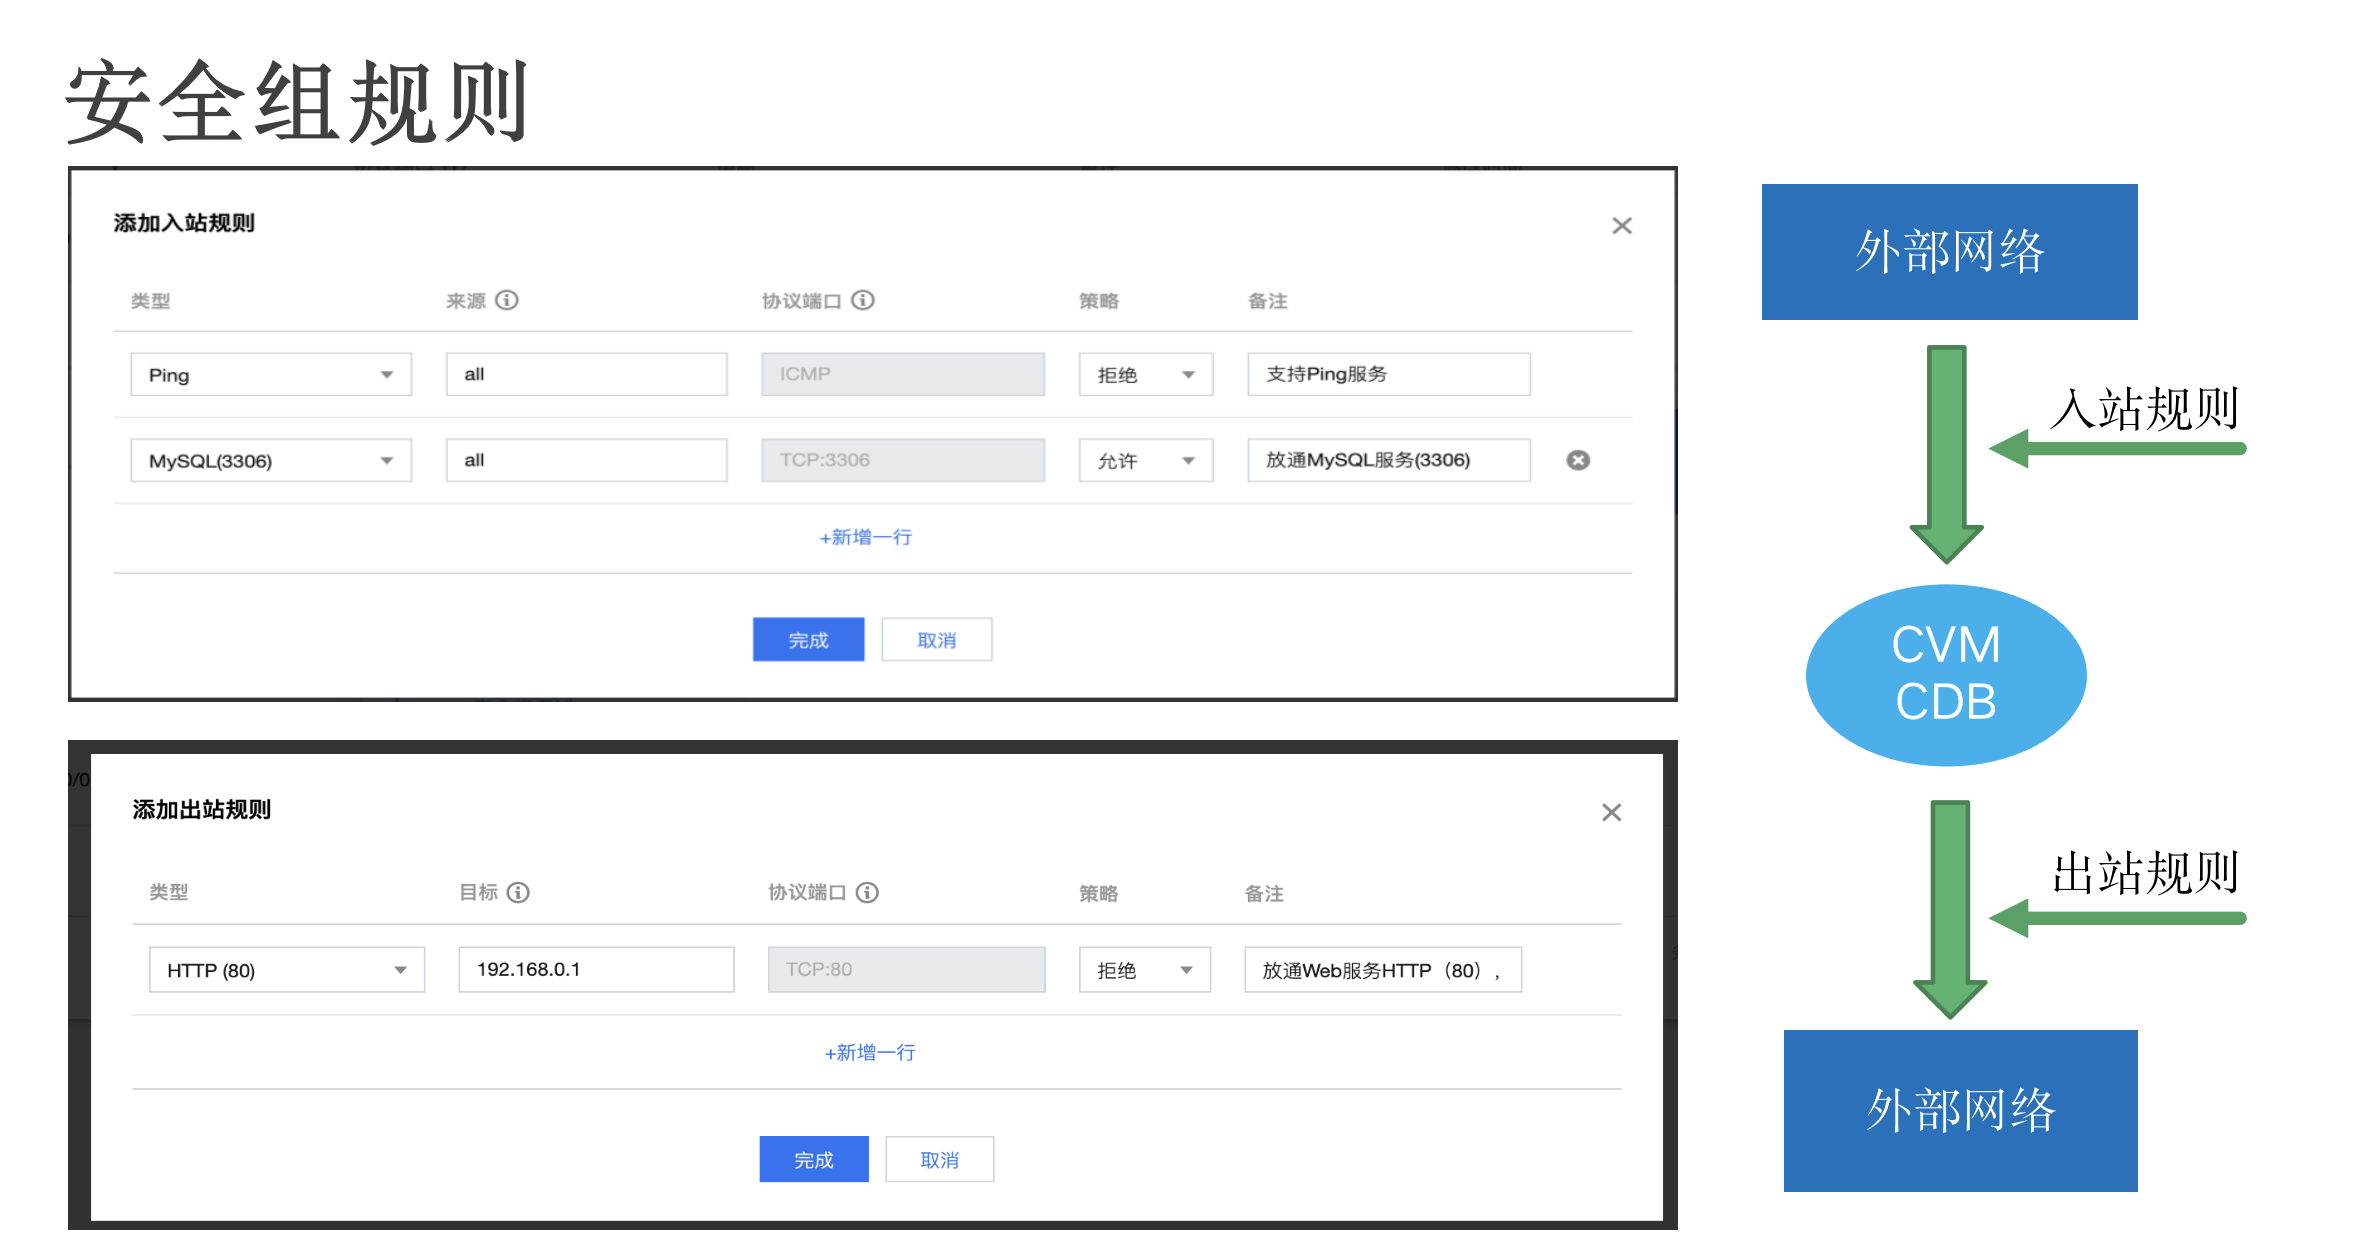 安全组规则
添加入站规则
类型 来源 协议端口 策略 备注
Ping all ICMP 拒绝 支持Ping服务
MySQL(3306) all TCP:3306 允许 放通MySQL服务(3306)
+新增一行
完成 取消
添加出站规则
类型 目标 协议端口 策略 备注
HTTP (80) 192.168.0.1 TCP:80 拒绝 放通Web服务HTTP（80）,
+新增一行
完成 取消
外部网络
入站规则
CVM
CDB
出站规则
外部网络